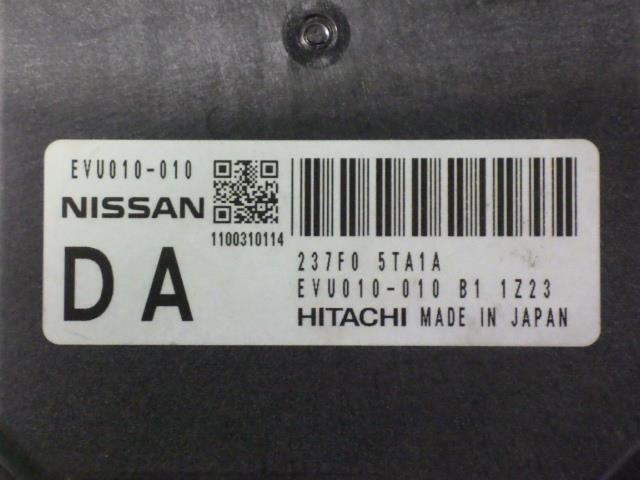 EVU010-010
NISSAN
1100310114
DA
237F0 5TA1A
EVU010-010 B1 1Z23
HITACHI MADE IN JAPAN